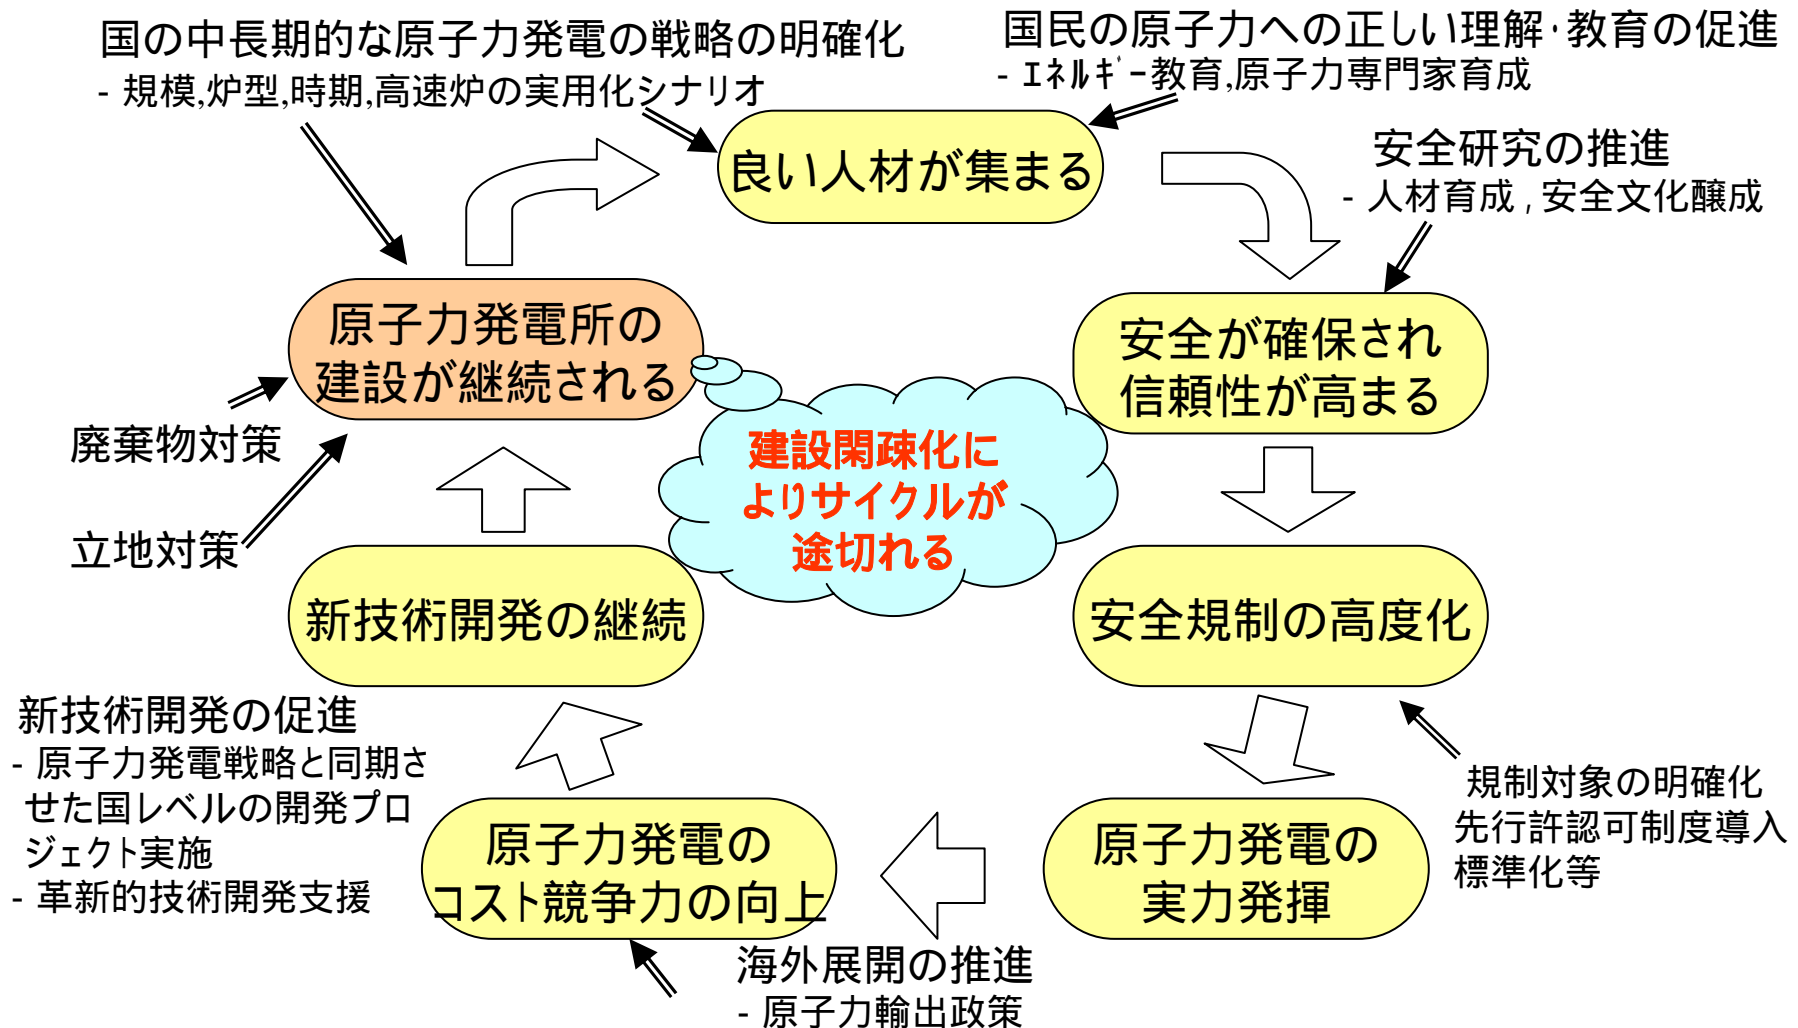 国の中長期的な原子力発電の戦略の明確化
- 規模,炉型,時期,高速炉の実用化シナリオ
国民の原子力への正しい理解·教育の促進
- ｴﾈﾙｷﾞｰ教育,原子力専門家育成
良い人材が集まる
安全研究の推進
- 人材育成 , 安全文化醸成
原子力発電所の
建設が継続される
安全が確保され
信頼性が高まる
廃棄物対策
立地対策
建設閑疎化に
よりサイクルが
途切れる
新技術開発の継続
安全規制の高度化
新技術開発の促進
- 原子力発電戦略と同期さ
せた国レベルの開発プロ
ジェクト実施
- 革新的技術開発支援
規制対象の明確化
先行許認可制度導入
標準化等
原子力発電の
コスト競争力の向上
原子力発電の
実力発揮
海外展開の推進
- 原子力輸出政策